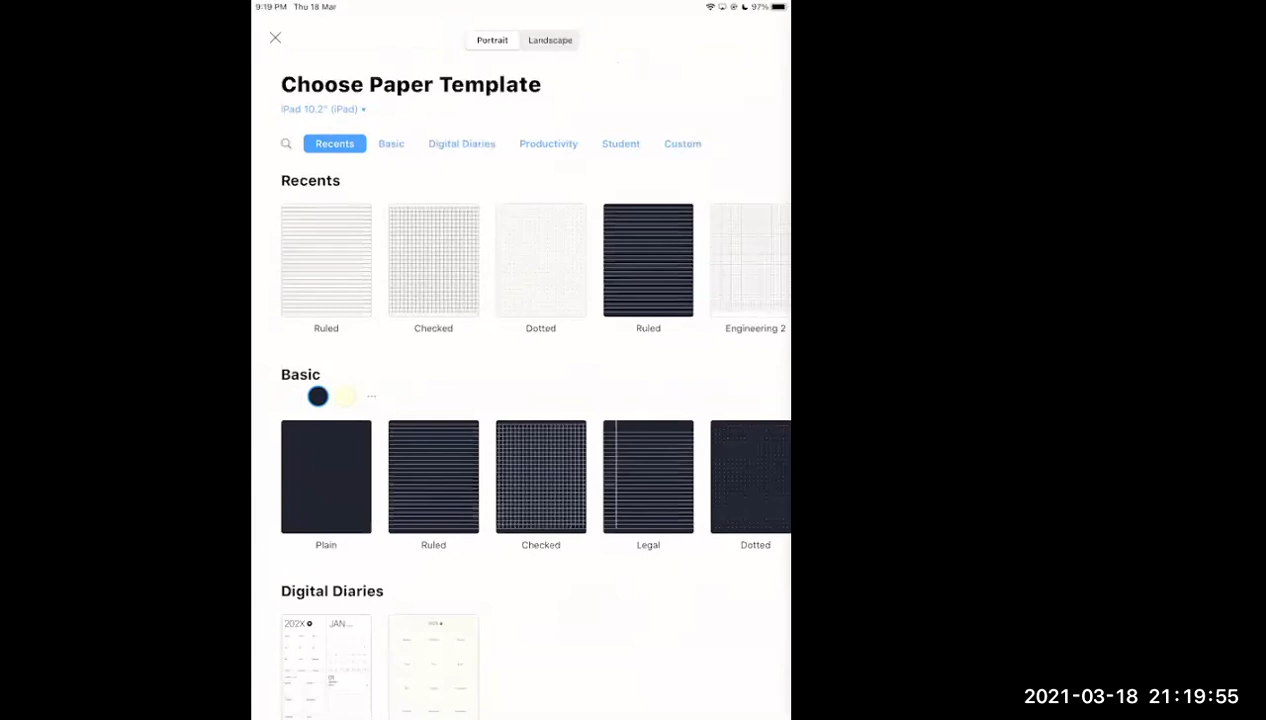 9:19 PM Thu 18 Mar
97%
Portrait Landscape
Choose Paper Template
iPad 10.2" (iPad)
Recents Basic Digital Diaries Productivity Student Custom
Recents
Ruled Checked Dotted Ruled Engineering 2
Basic
Plain Ruled Checked Legal Dotted
Digital Diaries
202X JAN
2021-03-18 21:19:55